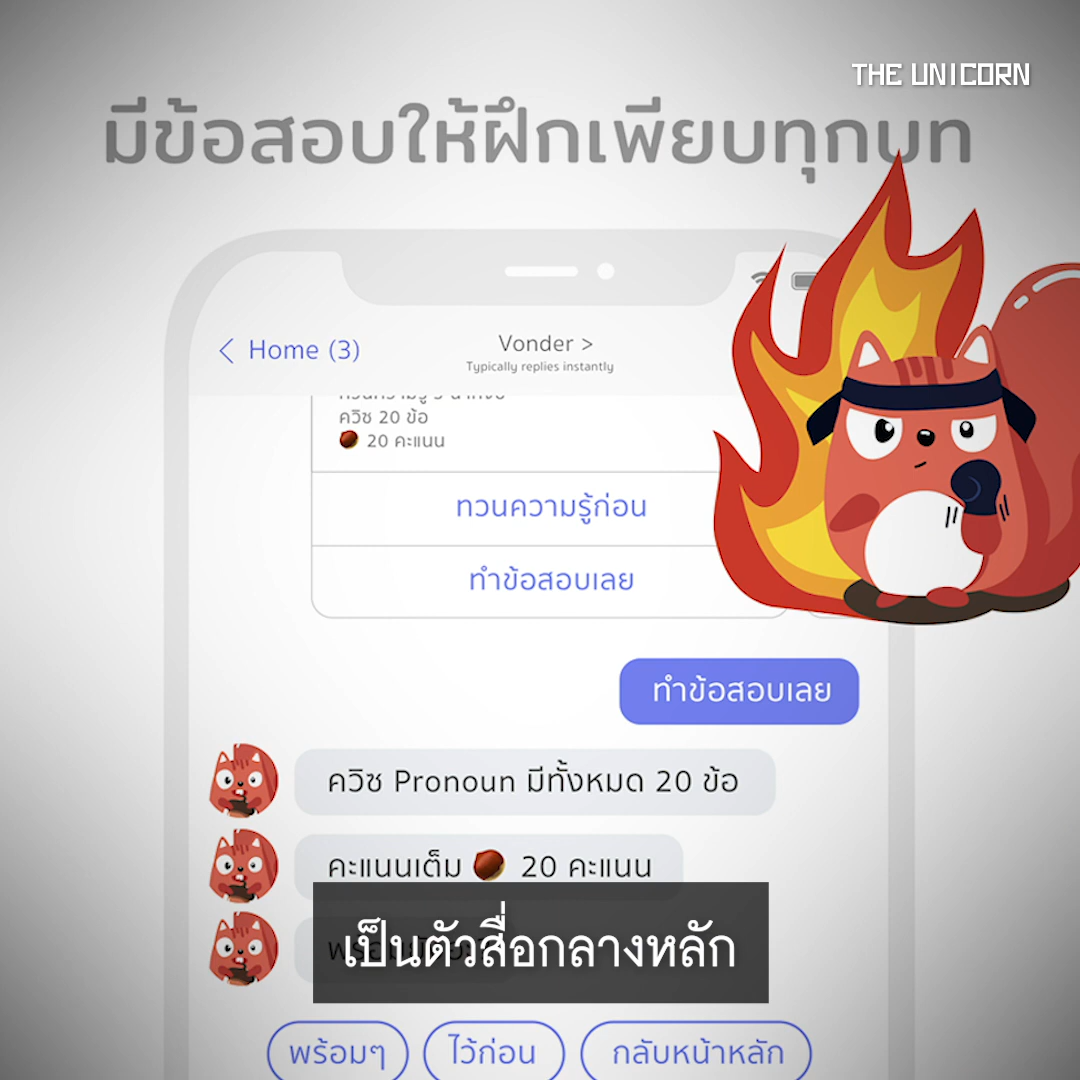 THE UNICORN
มีข้อสอบให้ฝึกเพียบทุกบท
Home (3)
Vonder >
Typically replies instantly
ควิซ 20 ข้อ
20 คะแนน
ทวนความรู้ก่อน
ทำข้อสอบเลย
ทำข้อสอบเลย
ควิซ Pronoun มีทั้งหมด 20 ข้อ
คะแนนเต็ม 20 คะแนน
เป็นตัวสื่อกลางหลัก
พร้อมๆ
ไว้ก่อน
กลับหน้าหลัก